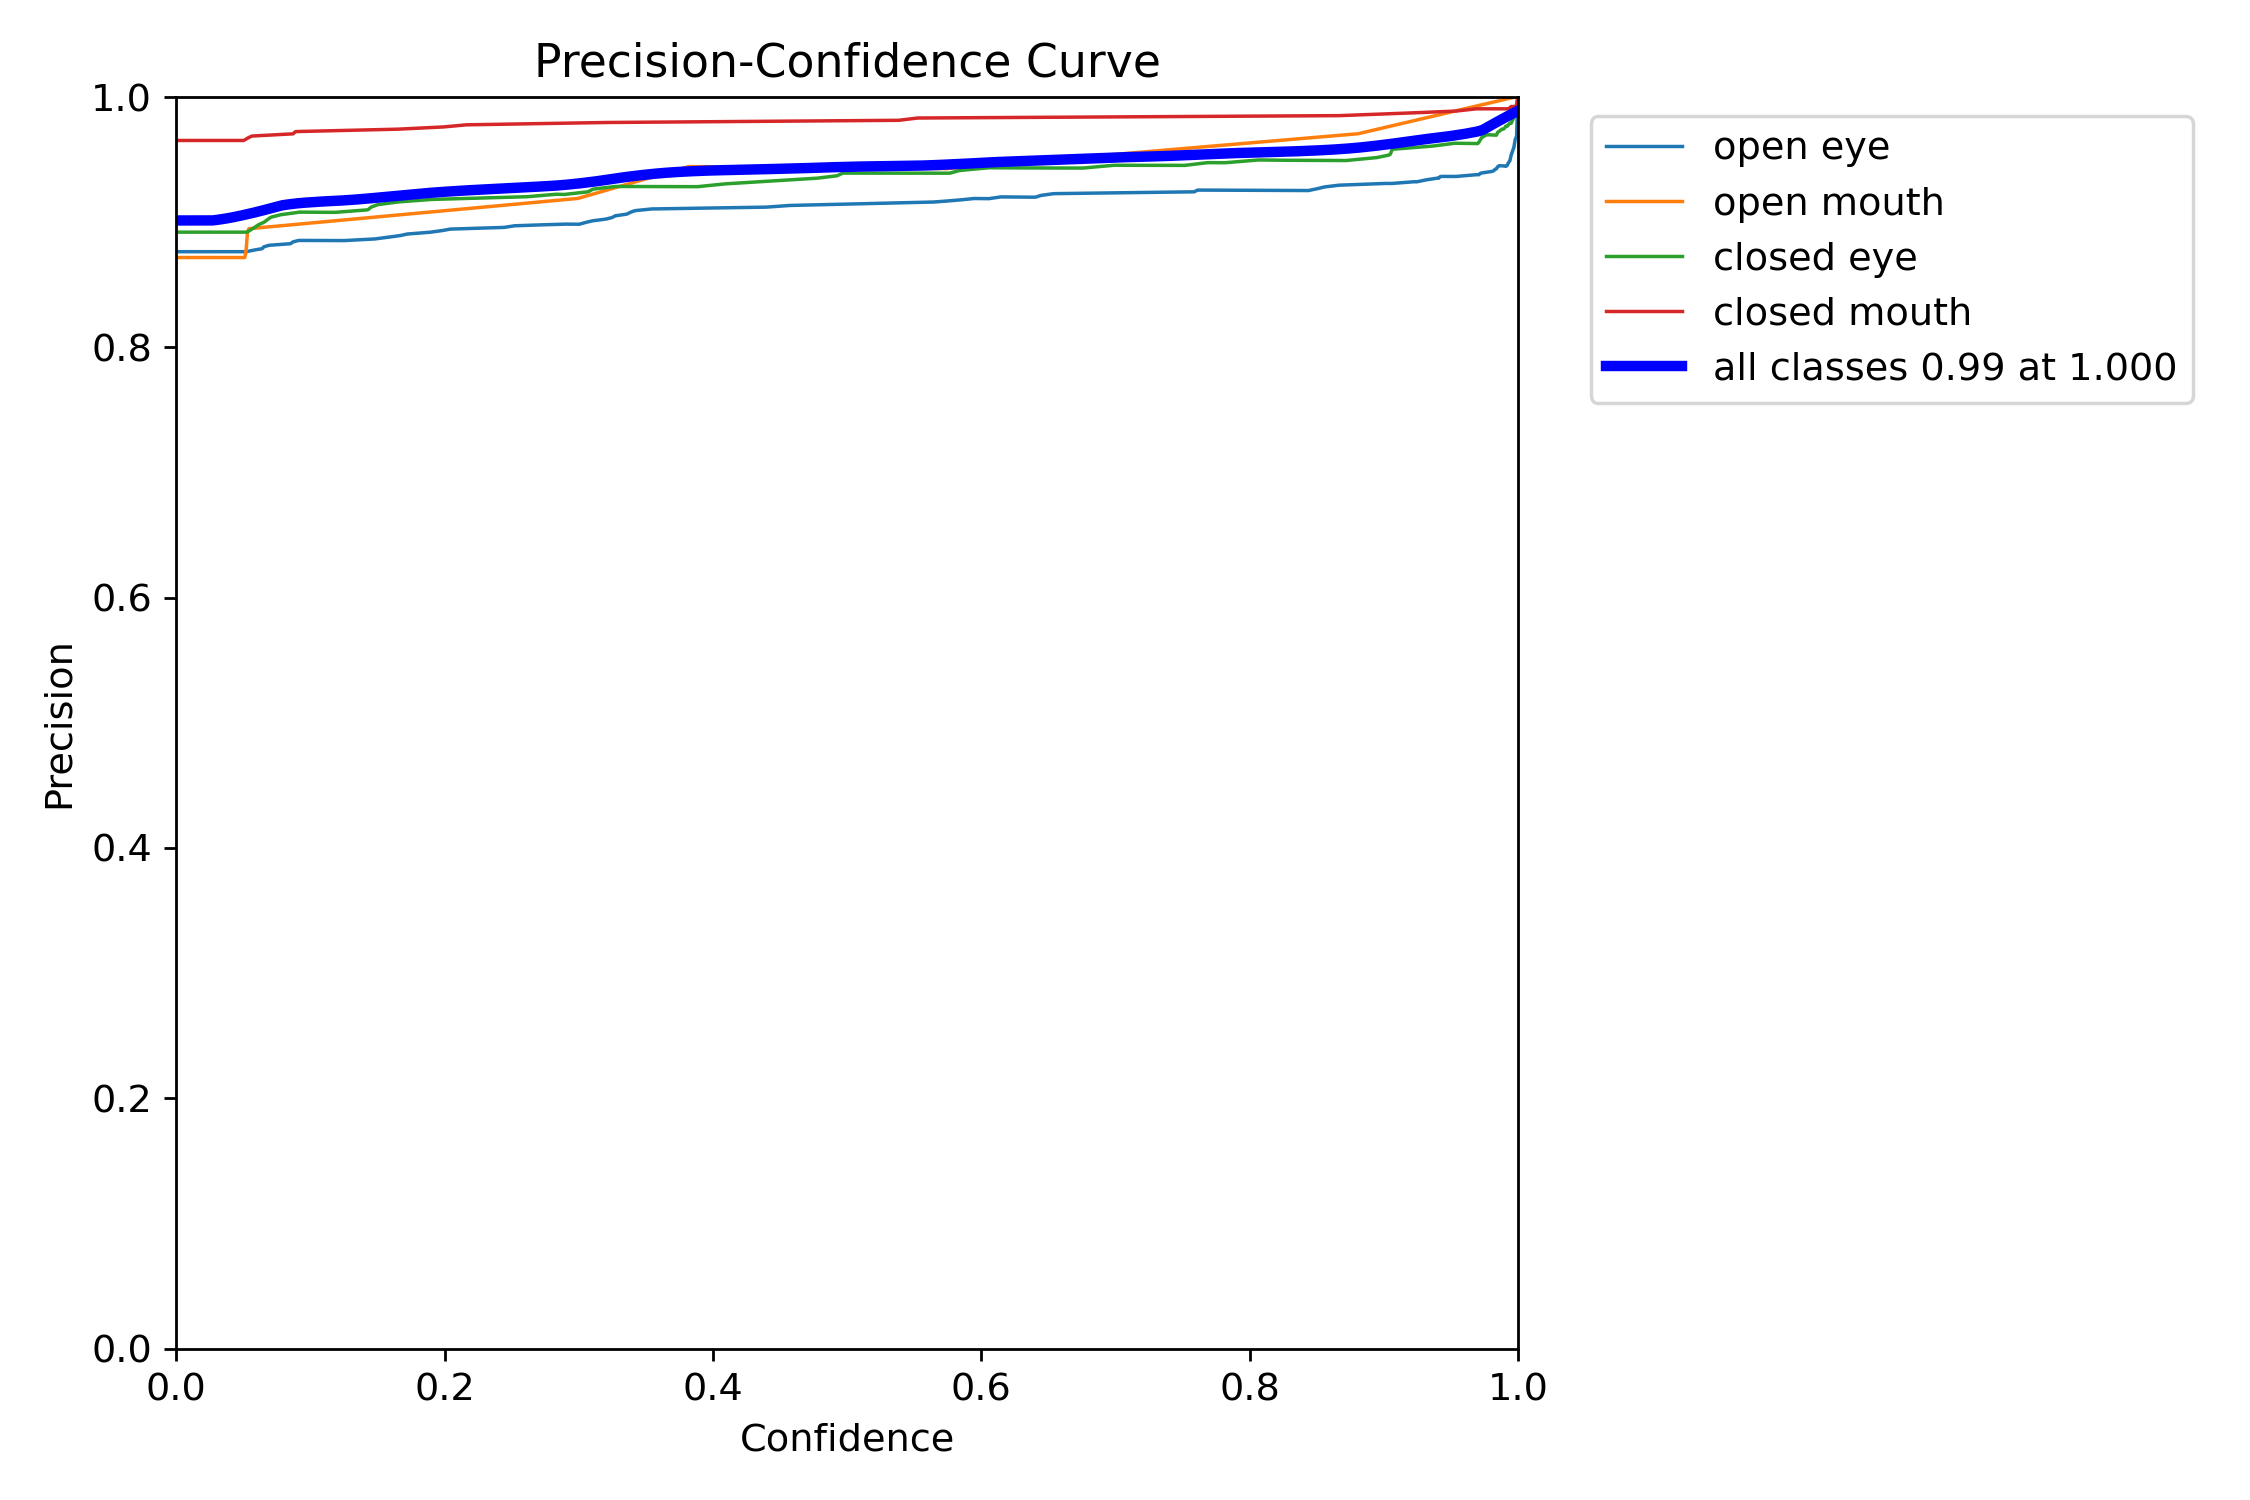 Precision-Confidence Curve
1.0
0.8
0.6
0.4
0.2
0.0
Precision
0.0 0.2 0.4 0.6 0.8 1.0
Confidence
open eye
open mouth
closed eye
closed mouth
all classes 0.99 at 1.000